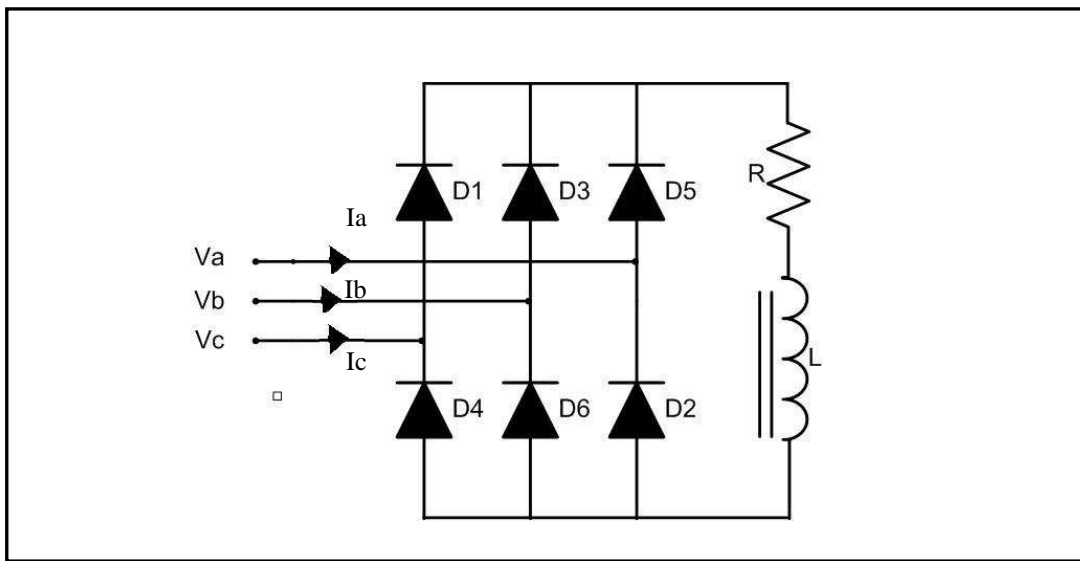 R
D1 D3 D5
Ia
Va
Ib
Vb
Vc
Ic
L
D4 D6 D2